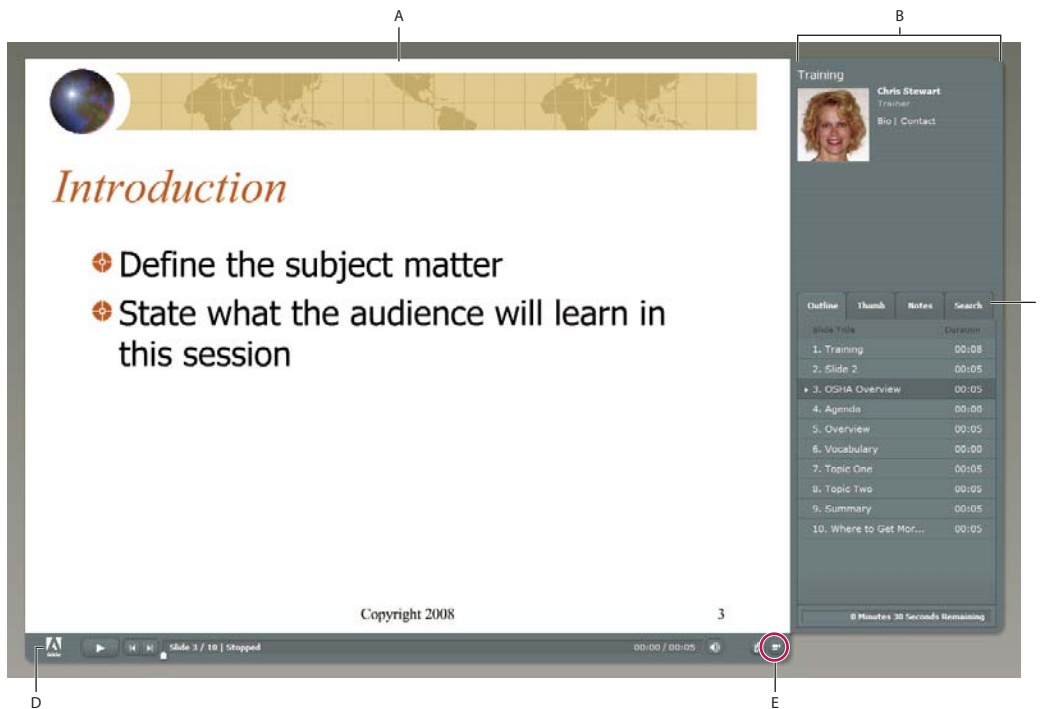 A
B
Training
Chris Stewart
Trainer
Bio | Contact
Introduction
Define the subject matter
State what the audience will learn in
this session
Outline Thumb Notes Search
Slide Title Duration
1. Training 00:08
2. Slide 2 00:05
3. OSHA Overview 00:05
4. Agenda 00:00
5. Overview 00:05
6. Vocabulary 00:00
7. Topic One 00:05
8. Topic Two 00:05
9. Summary 00:05
10. Where to Get Mor... 00:05
Copyright 2008 3
0 Minutes 30 Seconds Remaining
Adobe
Slide 3 / 10 | Stopped 00:00 / 00:05
D
E